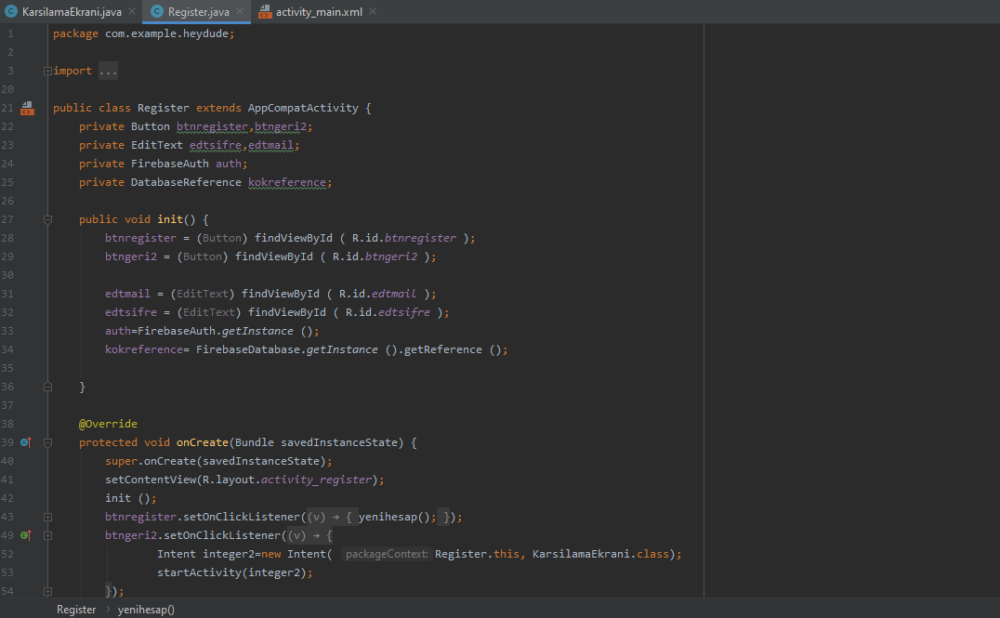 KarsilamaEkrani.java Register.java activity_main.xml
1 package com.example.heydude;
2
3 import ...
20
21 public class Register extends AppCompatActivity {
22 private Button btnregister,btngeri2;
23 private EditText edtsifre,edtmail;
24 private FirebaseAuth auth;
25 private DatabaseReference kokreference;
26
27 public void init() {
28 btnregister = (Button) findViewById ( R.id.btnregister );
29 btngeri2 = (Button) findViewById ( R.id.btngeri2 );
30
31 edtmail = (EditText) findViewById ( R.id.edtmail );
32 edtsifre = (EditText) findViewById ( R.id.edtsifre );
33 auth=FirebaseAuth.getInstance ();
34 kokreference= FirebaseDatabase.getInstance ().getReference ();
35
36 }
37
38 @Override
39 protected void onCreate(Bundle savedInstanceState) {
40 super.onCreate(savedInstanceState);
41 setContentView(R.layout.activity_register);
42 init ();
43 btnregister.setOnClickListener((v) → { yenihesap(); });
49 btngeri2.setOnClickListener((v) → {
52 Intent integer2=new Intent( packageContext: Register.this, KarsilamaEkrani.class);
53 startActivity(integer2);
54 });
Register > yenihesap()